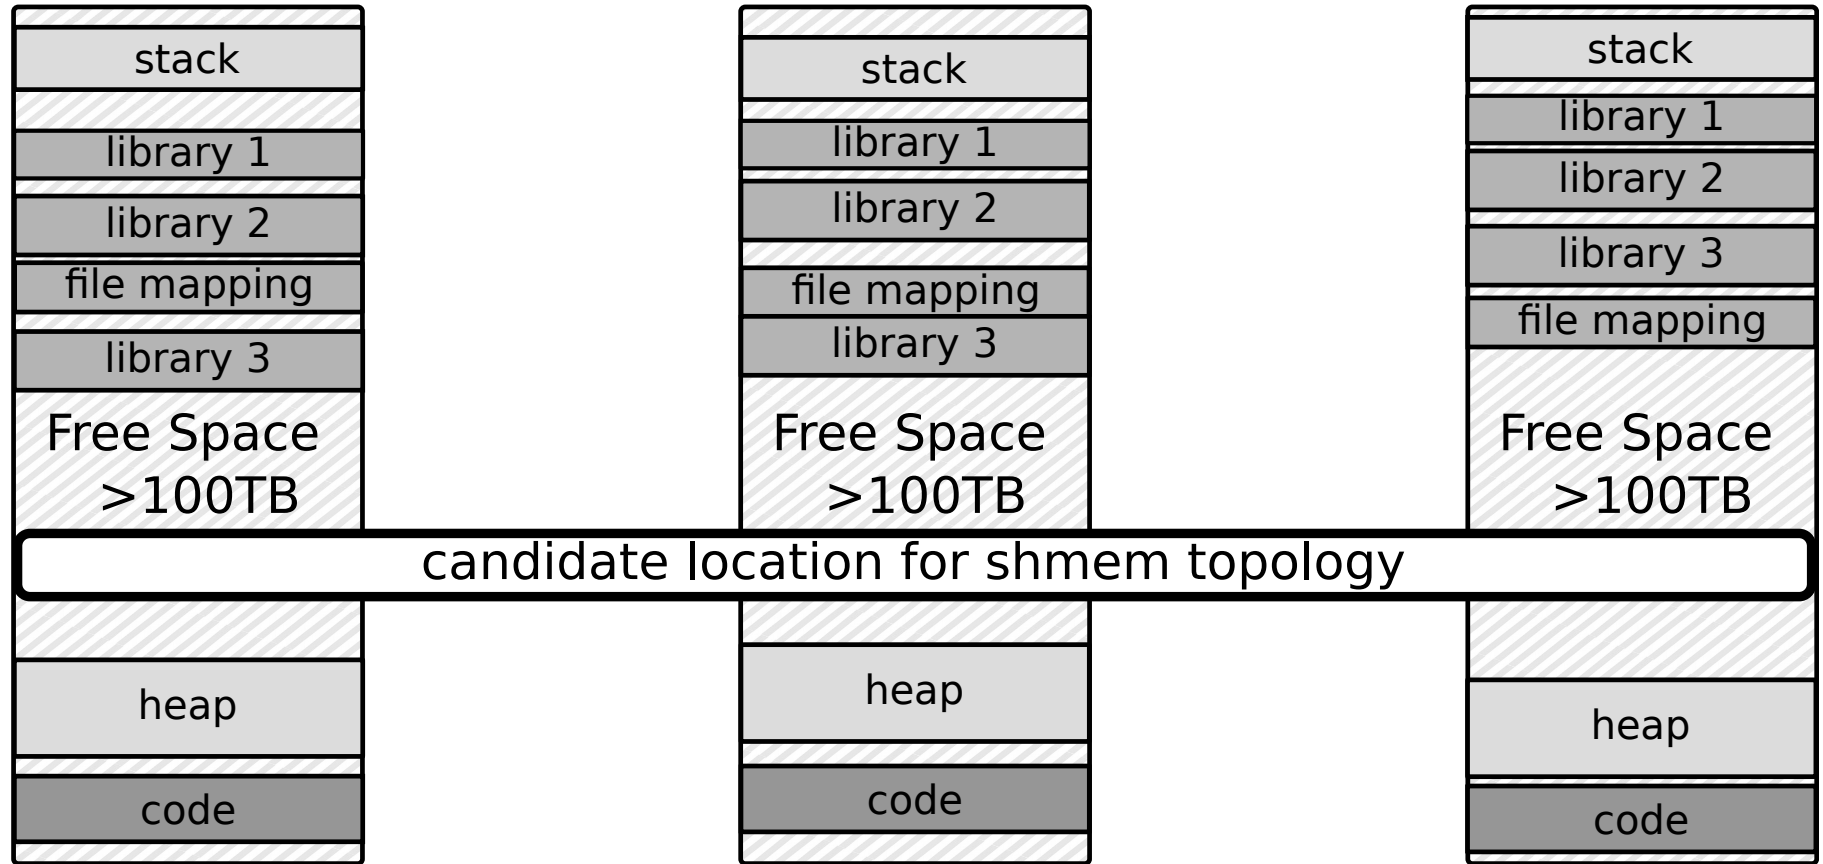 stack
library 1
library 2
file mapping
library 3
Free Space
>100TB
stack
library 1
library 2
file mapping
library 3
Free Space
>100TB
stack
library 1
library 2
library 3
file mapping
Free Space
>100TB
candidate location for shmem topology
heap
code
heap
code
heap
code